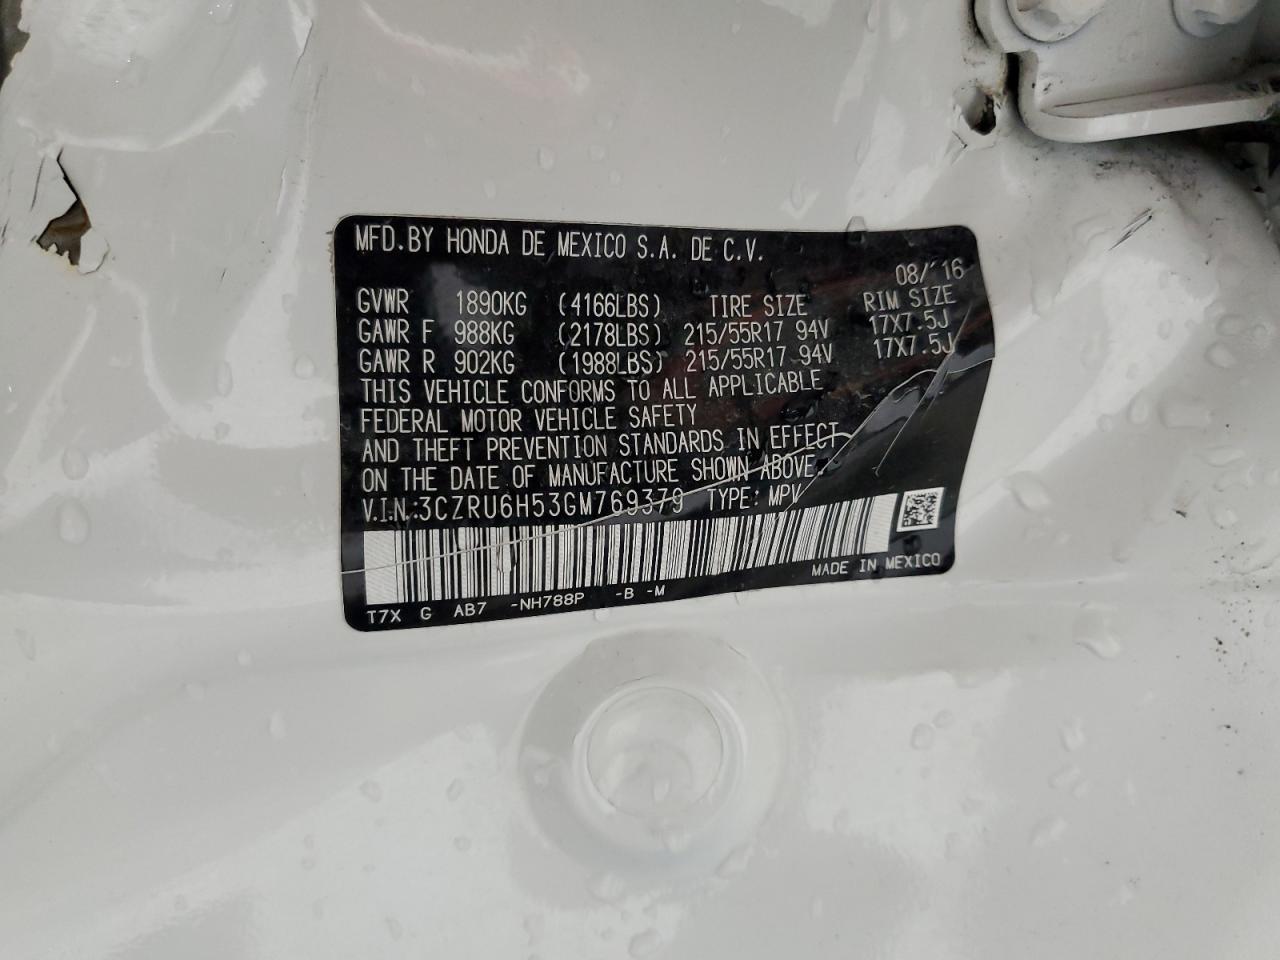 MFD.BY HONDA DE MEXICO S.A. DE C.V.
08/'16
GVWR 1890KG (4166LBS) TIRE SIZE RIM SIZE
GAWR F 988KG (2178LBS) 215/55R17 94V 17X7.5J
GAWR R 902KG (1988LBS) 215/55R17 94V 17X7.5J
THIS VEHICLE CONFORMS TO ALL APPLICABLE
FEDERAL MOTOR VEHICLE SAFETY
AND THEFT PREVENTION STANDARDS IN EFFECT
ON THE DATE OF MANUFACTURE SHOWN ABOVE.
V.I.N.:3CZRU6H53GM769379 TYPE: MPV
MADE IN MEXICO
T7X G AB7 -NH788P -B -M